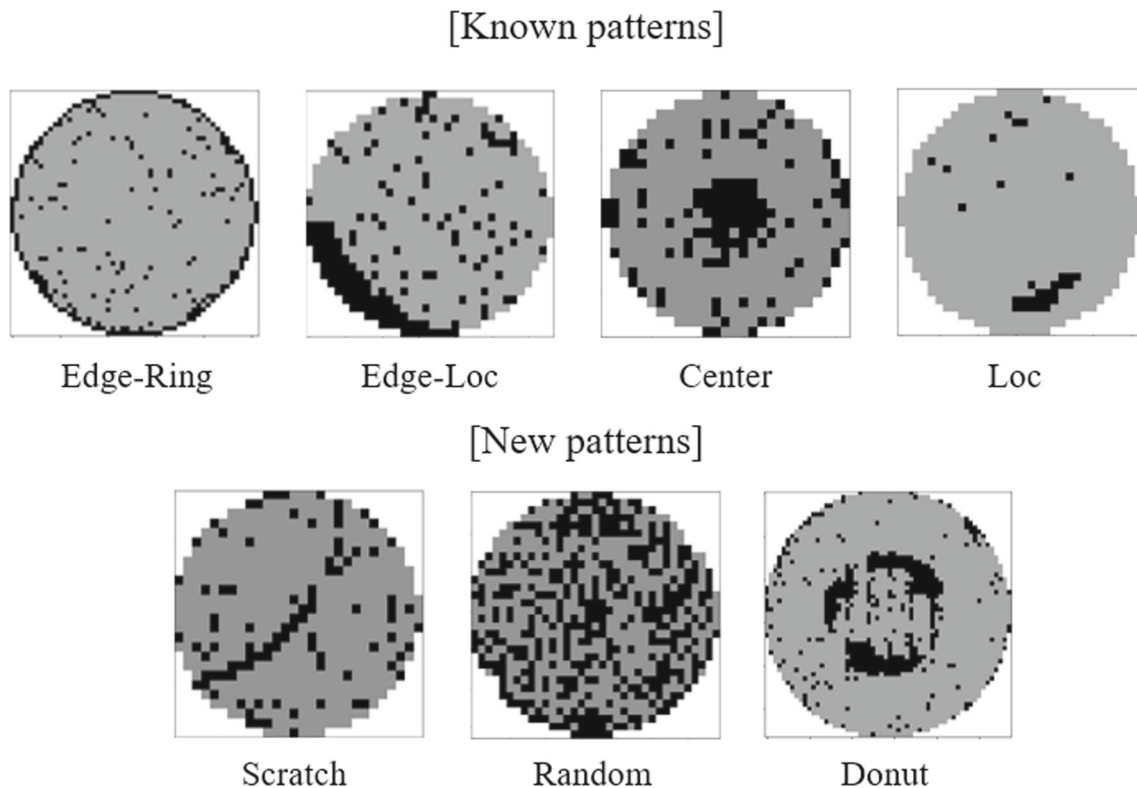 [Known patterns]
Edge-Ring
Edge-Loc
Center
Loc
[New patterns]
Scratch
Random
Donut